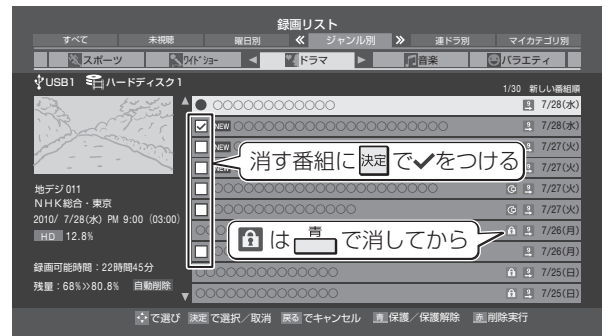 録画リスト
すべて 未視聴 曜日別 ≪ ジャンル別 ≫ 連ドラ別 マイカテゴリ別
スポーツ ワイドショー ◀ ドラマ ▶ 音楽 バラエティ
USB1 ハードディスク1
1/30 新しい番組順
● ○○○○○○○○○○○○ 7/28(水)
NEW ○○○○○○○○○○○○○○○○○○○○○ 7/28(水)
NEW 7/27(火)
NEW 7/27(火)
○○○○○○○○○○○○○○○○○○○○○ 7/27(火)
○○○○○○○○○○○○○ 7/27(火)
7/26(月)
7/26(月)
○○○○○○○○○○○○○○ 7/25(日)
○○○○○○○○○○○○○○ 7/25(日)
消す番組に 決定 で✓をつける
は 青 で消してから
地デジ011
NHK総合・東京
2010/ 7/28(水) PM 9:00 (03:00)
HD 12.8%
録画可能時間：22時間45分
残量：68%≫80.8% 自動削除
で選び 決定 で選択／取消 戻る でキャンセル 青 保護／保護解除 赤 削除実行